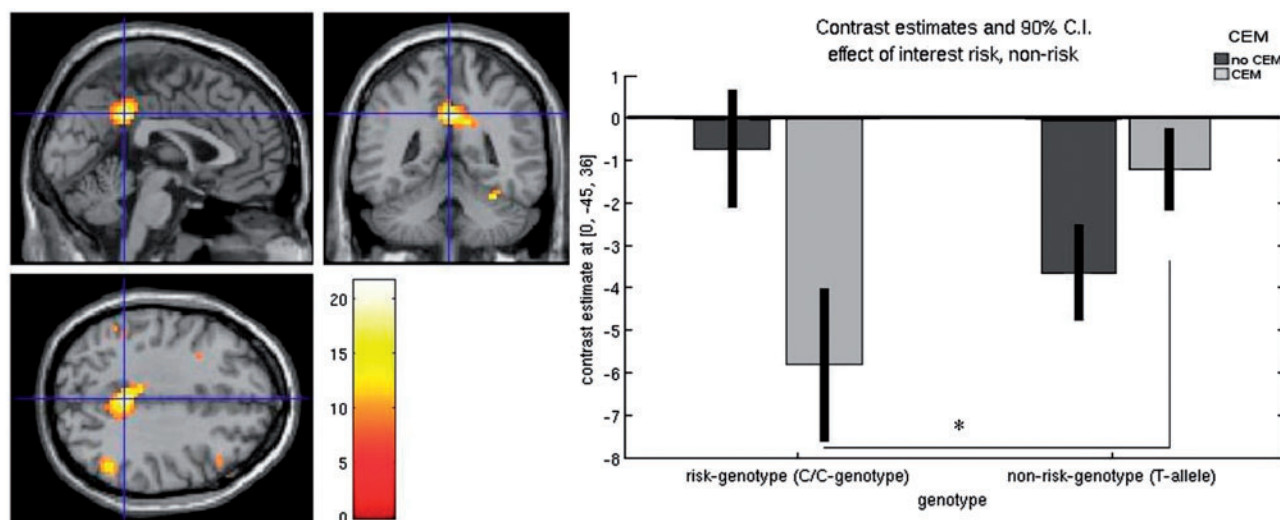 20
15
10
5
0
Contrast estimates and 90% C.I.
effect of interest risk, non-risk
CEM
no CEM
CEM
contrast estimate at [0, -45, 36]
1
0
-1
-2
-3
-4
-5
-6
-7
-8
*
risk-genotype (C/C-genotype)
non-risk-genotype (T-allele)
genotype